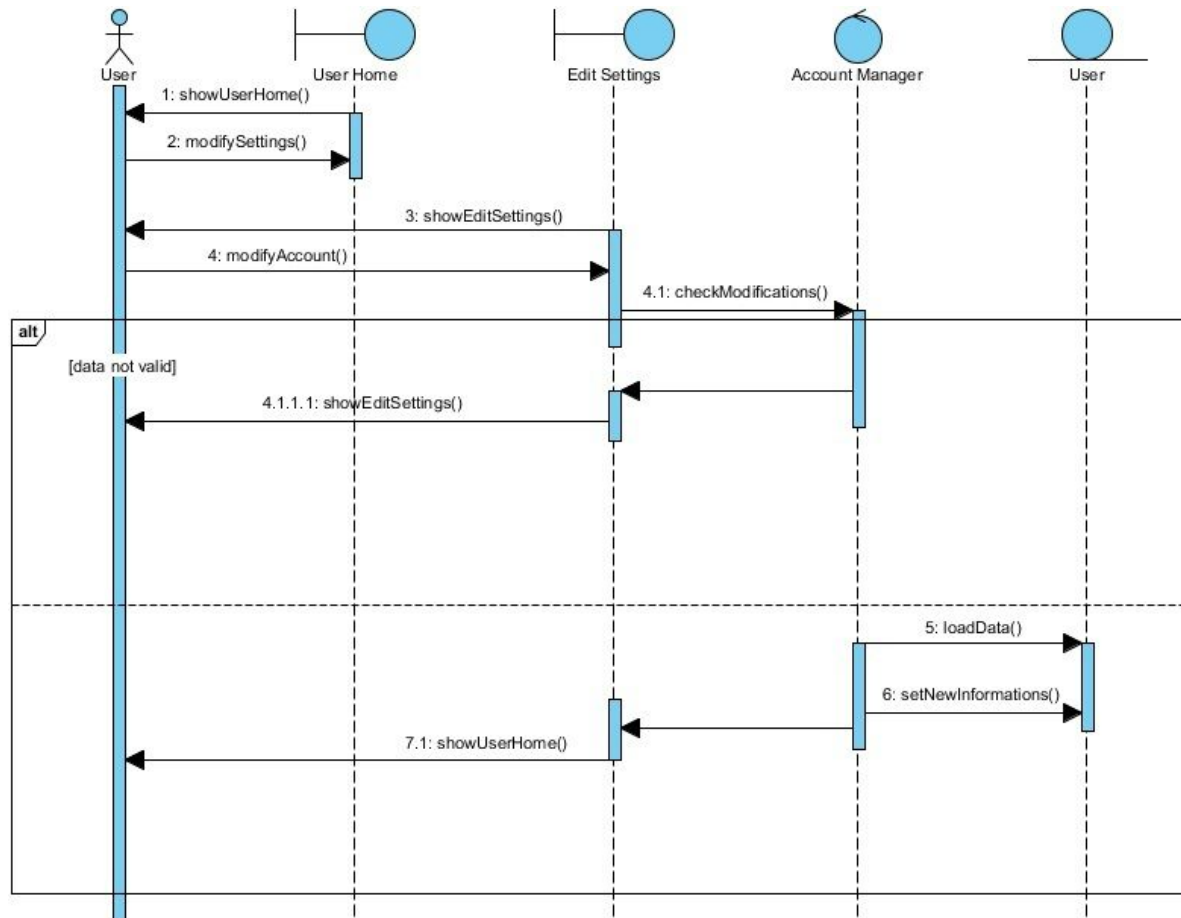 User
User Home
Edit Settings
Account Manager
User
1: showUserHome()
2: modifySettings()
3: showEditSettings()
4: modifyAccount()
4.1: checkModifications()
alt
[data not valid]
4.1.1.1: showEditSettings()
5: loadData()
6: setNewInformations()
7.1: showUserHome()